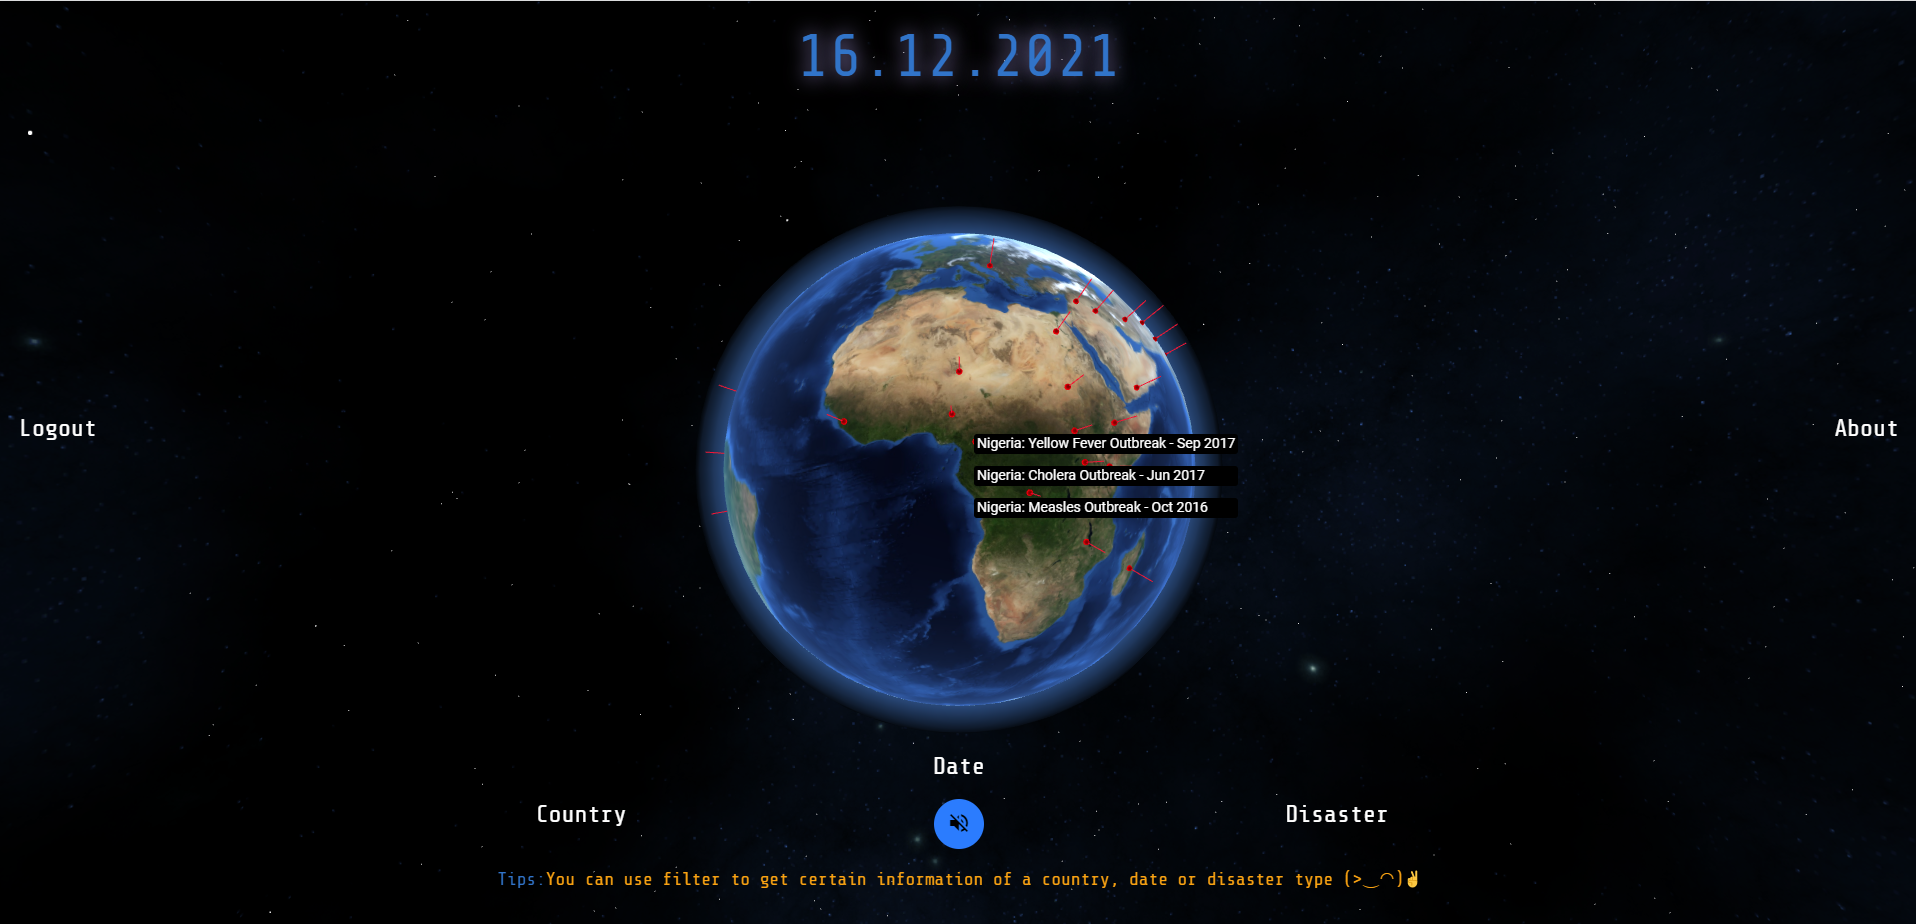 16.12.2021
Logout
About
Nigeria: Yellow Fever Outbreak - Sep 2017
Nigeria: Cholera Outbreak - Jun 2017
Nigeria: Measles Outbreak - Oct 2016
Date
Country
Disaster
Tips:You can use filter to get certain information of a country, date or disaster type (>‿◠)✌